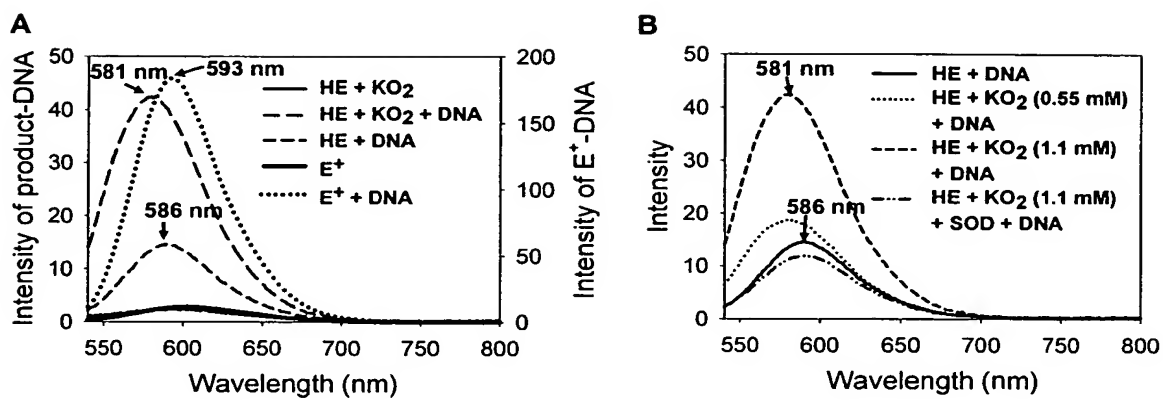 A
Intensity of product-DNA
50
40
30
20
10
0
581 nm
593 nm
586 nm
HE + KO₂
HE + KO₂ + DNA
HE + DNA
E⁺
E⁺ + DNA
200
150
100
50
0
Intensity of E⁺-DNA
550 600 650 700 750 800
Wavelength (nm)
B
Intensity
50
40
30
20
10
0
581 nm
586 nm
HE + DNA
HE + KO₂ (0.55 mM)
+ DNA
HE + KO₂ (1.1 mM)
+ DNA
HE + KO₂ (1.1 mM)
+ SOD + DNA
550 600 650 700 750 800
Wavelength (nm)